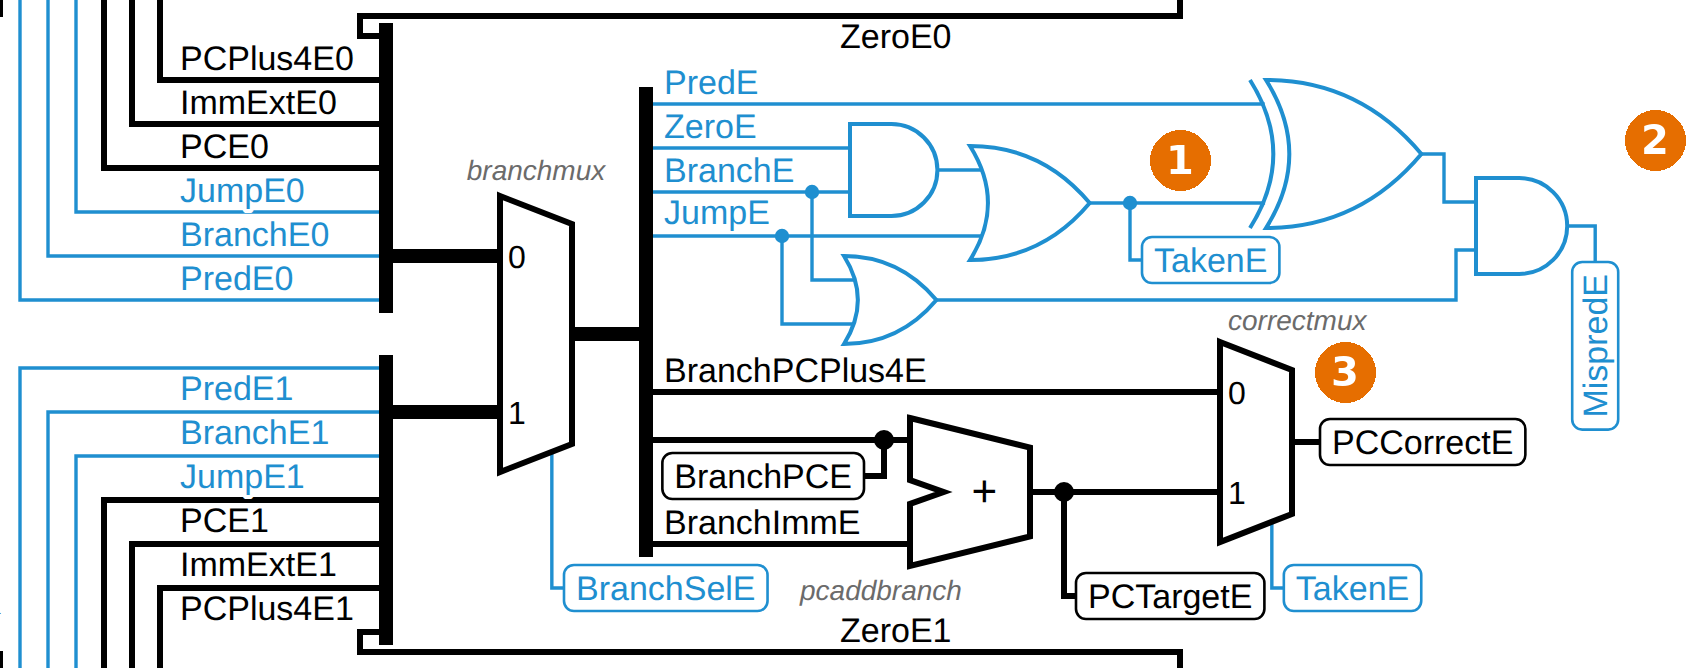 ZeroE0
PCPlus4E0
ImmExtE0
PCE0
JumpE0
BranchE0
PredE0
branchmux
0
1
PredE
ZeroE
BranchE
JumpE
1
2
TakenE
MispredE
PredE1
BranchE1
JumpE1
PCE1
ImmExtE1
PCPlus4E1
BranchSelE
BranchPCPlus4E
BranchPCE
BranchImmE
+
pcaddbranch
correctmux
3
0
1
PCCorrectE
PCTargetE
TakenE
ZeroE1